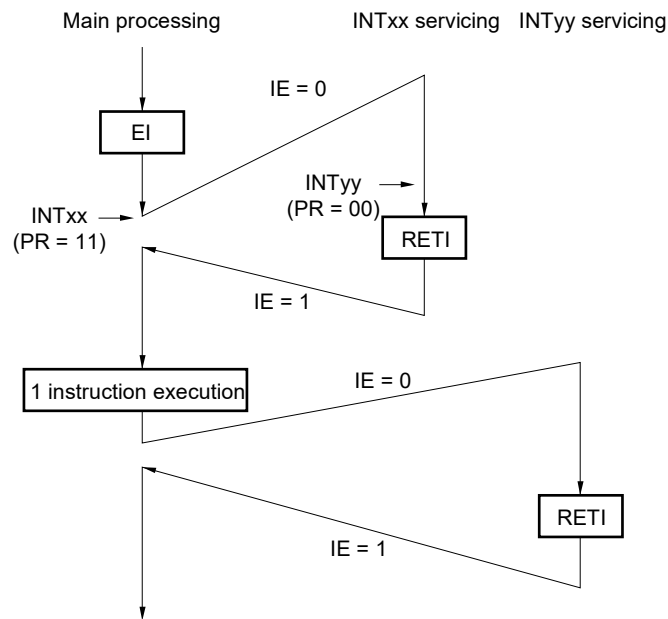 Main processing INTxx servicing INTyy servicing
IE = 0
EI
INTyy
(PR = 00)
INTxx
(PR = 11)
RETI
IE = 1
1 instruction execution
IE = 0
RETI
IE = 1